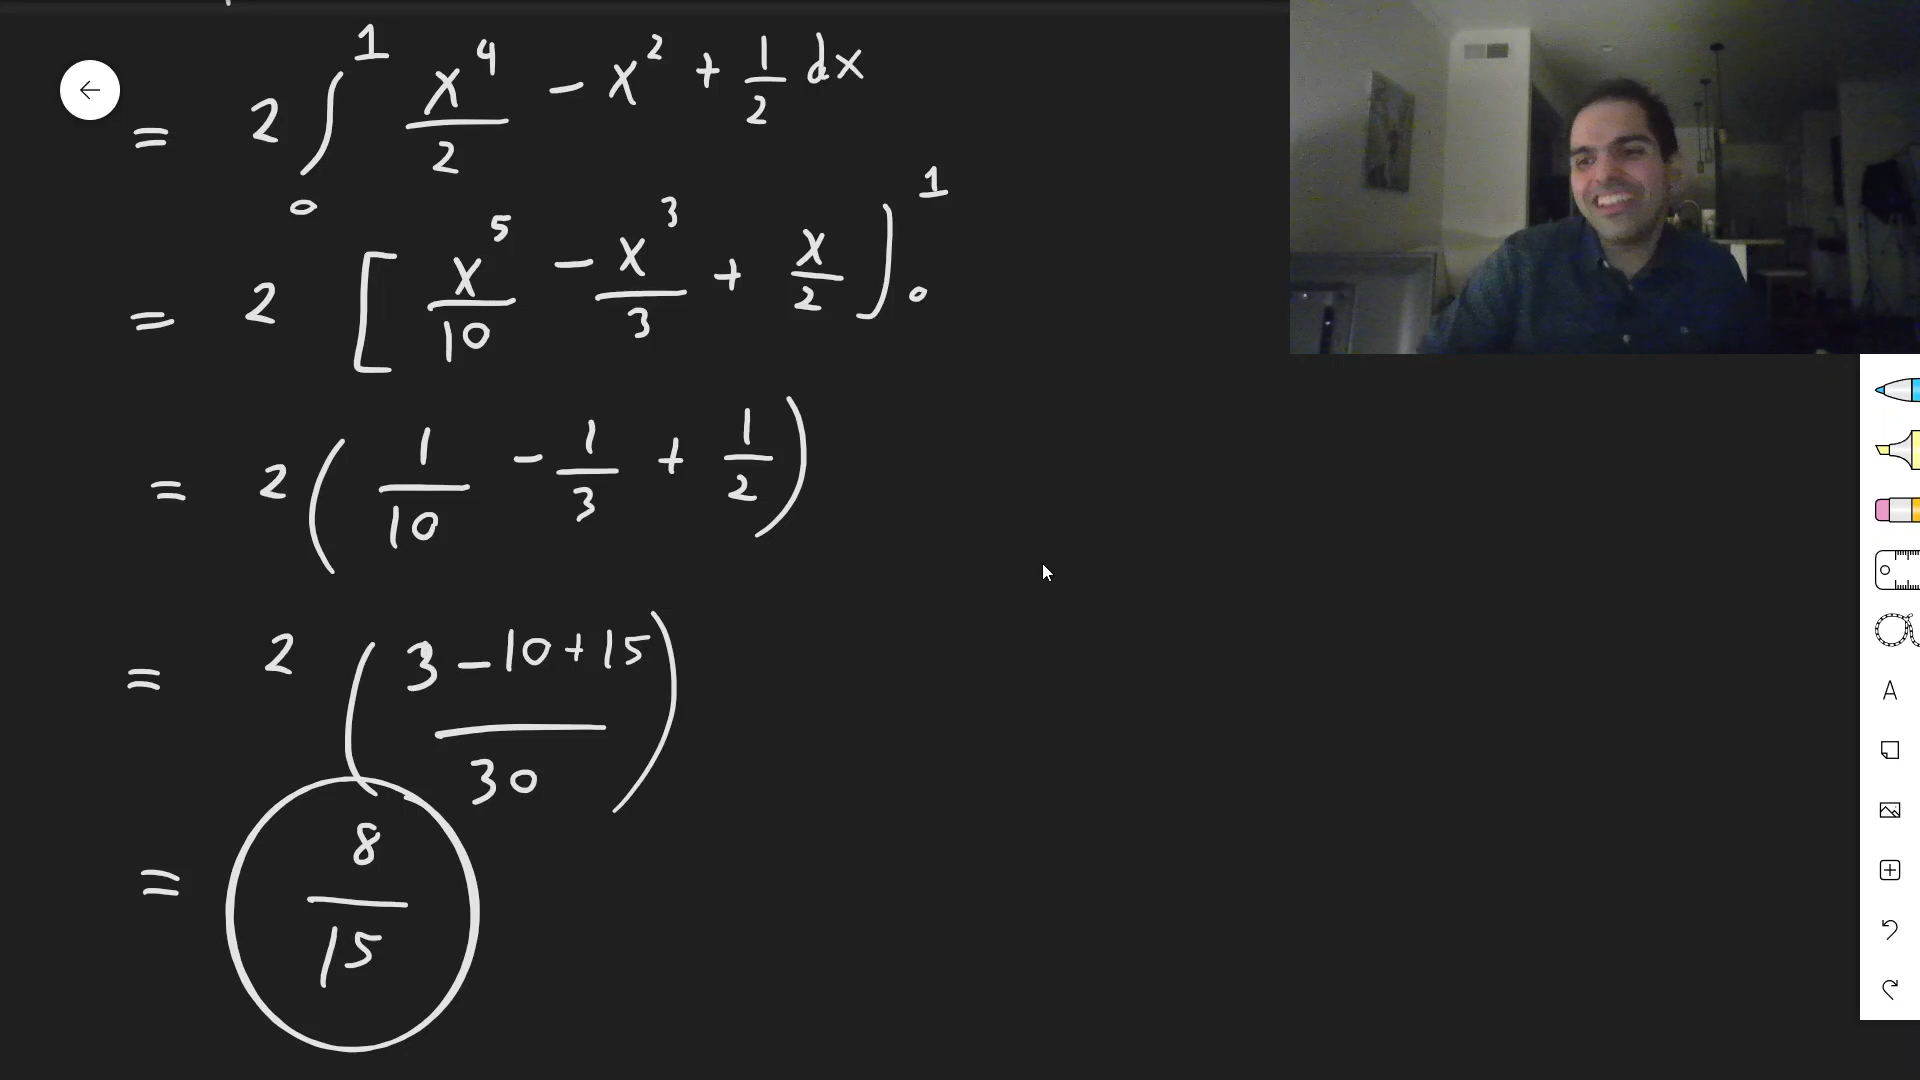 = 2 ∫₀¹ x⁴/2 − x² + 1/2 dx
= 2 [ x⁵/10 − x³/3 + x/2 ]₀¹
= 2 ( 1/10 − 1/3 + 1/2 )
= 2 ( (3 − 10 + 15)/30 )
= 8/15
A